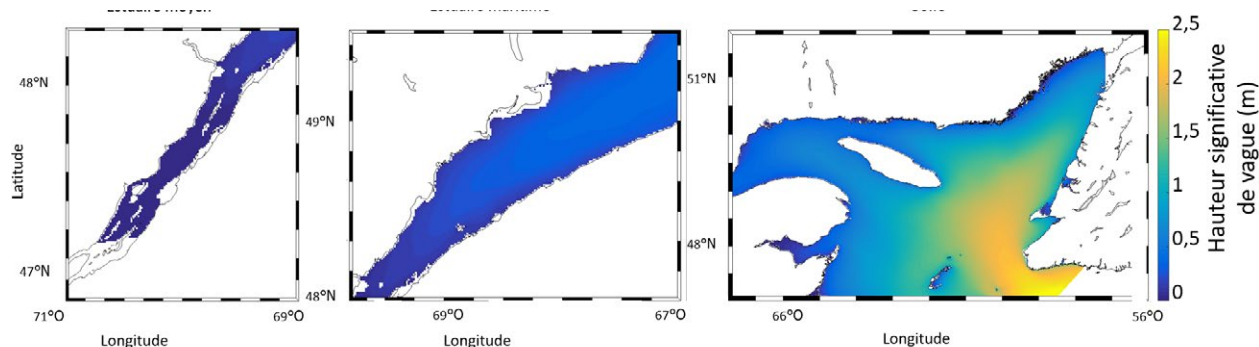 48°N
47°N
71°O
69°O
Latitude
Longitude
49°N
48°N
69°O
67°O
Longitude
51°N
48°N
66°O
56°O
Longitude
2,5
2
1,5
1
0,5
0
Hauteur significative
de vague (m)